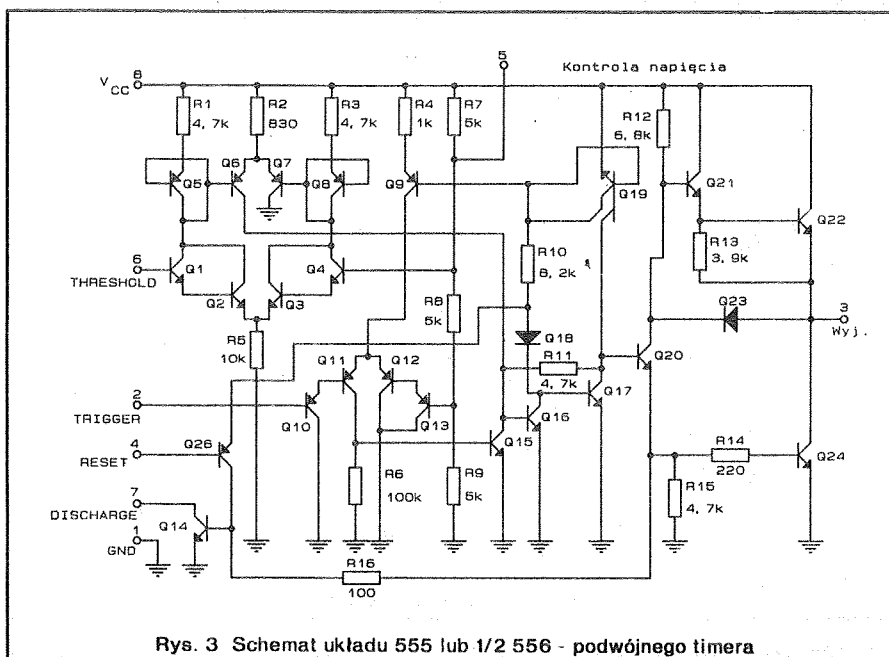 5
Kontrola napięcia
8
VCC
R1
4,7k
R2
830
R3
4,7k
R4
1k
R7
5k
R12
6,8k
Q5
Q6
Q7
Q8
Q9
Q19
Q21
Q22
R10
8,2k
R13
3,9k
6
THRESHOLD
Q1
Q2
Q3
Q4
R8
5k
Q23
3
Wyj.
R5
10k
Q18
R11
4,7k
Q20
2
TRIGGER
Q10
Q11
Q12
Q13
Q16
Q17
4
RESET
Q26
Q15
R14
220
Q24
R6
100k
R9
5k
R15
4,7k
7
DISCHARGE
Q14
1
GND
R16
100
Rys. 3 Schemat układu 555 lub 1/2 556 - podwójnego timera